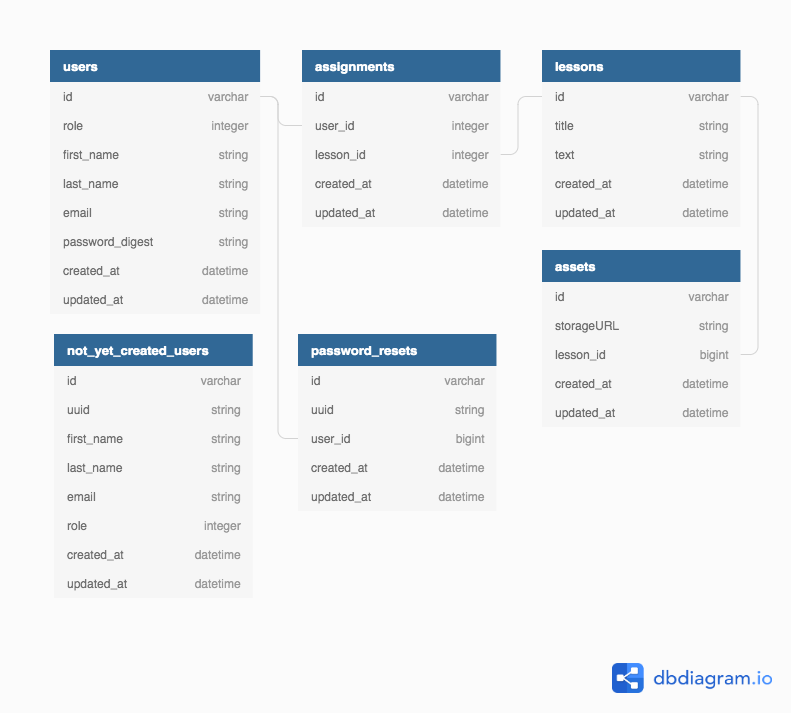 users
id varchar
role integer
first_name string
last_name string
email string
password_digest string
created_at datetime
updated_at datetime
assignments
id varchar
user_id integer
lesson_id integer
created_at datetime
updated_at datetime
lessons
id varchar
title string
text string
created_at datetime
updated_at datetime
assets
id varchar
storageURL string
lesson_id bigint
created_at datetime
updated_at datetime
not_yet_created_users
id varchar
uuid string
first_name string
last_name string
email string
role integer
created_at datetime
updated_at datetime
password_resets
id varchar
uuid string
user_id bigint
created_at datetime
updated_at datetime
dbdiagram.io